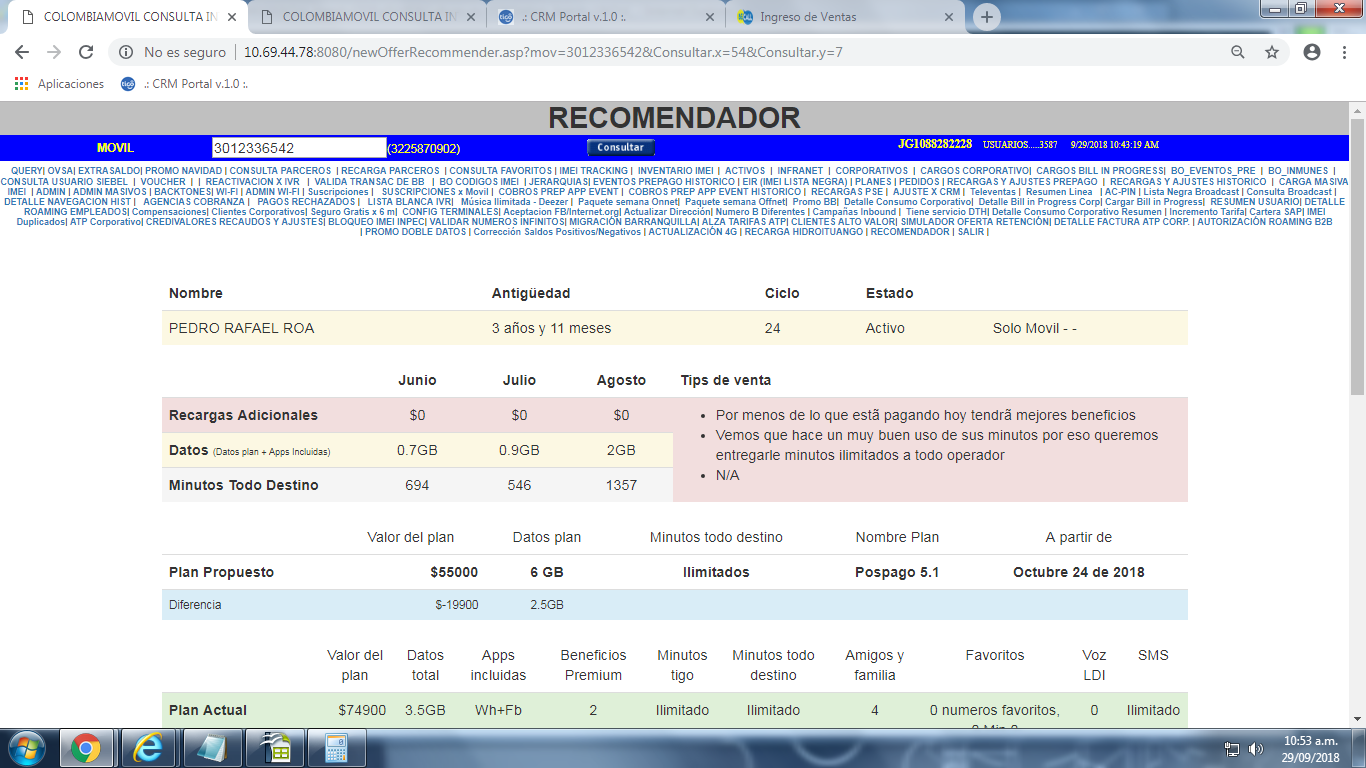 COLOMBIAMOVIL CONSULTA IN
COLOMBIAMOVIL CONSULTA IN
.: CRM Portal v.1.0 :.
Ingreso de Ventas
No es seguro | 10.69.44.78:8080/newOfferRecommender.asp?mov=3012336542&Consultar.x=54&Consultar.y=7
Aplicaciones .: CRM Portal v.1.0 :.
RECOMENDADOR
MOVIL 3012336542 (3225870902) Consultar JG1088282228 USUARIOS.....3587 9/29/2018 10:43:19 AM
QUERY| OVSA| EXTRASALDO| PROMO NAVIDAD | CONSULTA PARCEROS | RECARGA PARCEROS | CONSULTA FAVORITOS | IMEI TRACKING | INVENTARIO IMEI | ACTIVOS | INFRANET | CORPORATIVOS | CARGOS CORPORATIVO| CARGOS BILL IN PROGRESS| BO_EVENTOS_PRE | BO_INMUNES |
CONSULTA USUARIO SIEBEL | VOUCHER | | REACTIVACION X IVR | VALIDA TRANSAC DE BB | BO CODIGOS IMEI | JERARQUIAS| EVENTOS PREPAGO HISTORICO | EIR (IMEI LISTA NEGRA) | PLANES | PEDIDOS | RECARGAS Y AJUSTES PREPAGO | RECARGAS Y AJUSTES HISTORICO | CARGA MASIVA
IMEI | ADMIN | ADMIN MASIVOS | BACKTONES| WI-FI | ADMIN WI-FI | Suscripciones | SUSCRIPCIONES x Movil | COBROS PREP APP EVENT | COBROS PREP APP EVENT HISTORICO | RECARGAS PSE | AJUSTE X CRM | Televentas | Resumen Linea | AC-PIN | Lista Negra Broadcast | Consulta Broadcast |
DETALLE NAVEGACION HIST | AGENCIAS COBRANZA | PAGOS RECHAZADOS | LISTA BLANCA IVR| Música Ilimitada - Deezer | Paquete semana Onnet| Paquete semana Offnet| Promo BB| Detalle Consumo Corporativo| Detalle Bill in Progress Corp| Cargar Bill in Progress| RESUMEN USUARIO| DETALLE
ROAMING EMPLEADOS| Compensaciones| Clientes Corporativos| Seguro Gratis x 6 m| CONFIG TERMINALES| Aceptacion FB/Internet.org| Actualizar Dirección| Numero B Diferentes | Campañas Inbound | Tiene servicio DTH| Detalle Consumo Corporativo Resumen | Incremento Tarifa| Cartera SAP| IMEI
Duplicados| ATP Corporativo| CREDIVALORES RECAUDOS Y AJUSTES| BLOQUEO IMEI INPEC| VALIDAR NUMEROS INFINITOS| MIGRACIÓN BARRANQUILLA| ALZA TARIFAS ATP| CLIENTES ALTO VALOR| SIMULADOR OFERTA RETENCIÓN| DETALLE FACTURA ATP CORP. | AUTORIZACIÓN ROAMING B2B
| PROMO DOBLE DATOS | Corrección Saldos Positivos/Negativos | ACTUALIZACIÓN 4G | RECARGA HIDROITUANGO | RECOMENDADOR | SALIR |
Nombre Antigüedad Ciclo Estado
PEDRO RAFAEL ROA 3 años y 11 meses 24 Activo Solo Movil - -
Junio Julio Agosto Tips de venta
Recargas Adicionales $0 $0 $0
Datos (Datos plan + Apps Incluidas) 0.7GB 0.9GB 2GB
Minutos Todo Destino 694 546 1357
• Por menos de lo que estã pagando hoy tendrã mejores beneficios
• Vemos que hace un muy buen uso de sus minutos por eso queremos
entregarle minutos ilimitados a todo operador
• N/A
Valor del plan Datos plan Minutos todo destino Nombre Plan A partir de
Plan Propuesto $55000 6 GB Ilimitados Pospago 5.1 Octubre 24 de 2018
Diferencia $-19900 2.5GB
Valor del Datos Apps Beneficios Minutos Minutos todo Amigos y Favoritos Voz SMS
plan total incluidas Premium tigo destino familia LDI
Plan Actual $74900 3.5GB Wh+Fb 2 Ilimitado Ilimitado 4 0 numeros favoritos, 0 Ilimitado
10:53 a.m.
29/09/2018